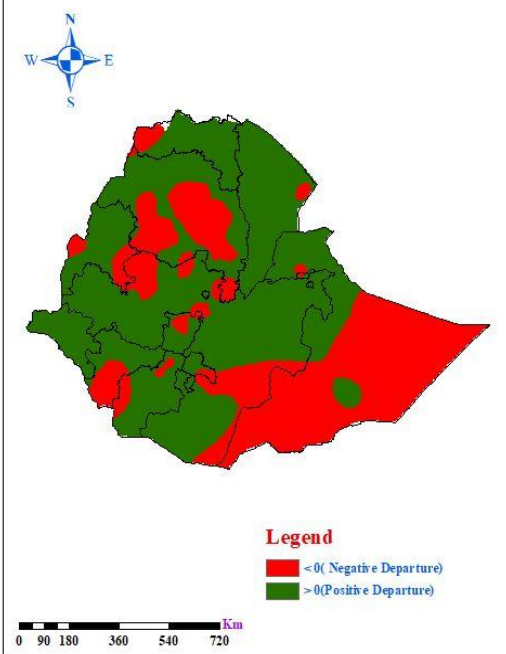 N
W E
S
Legend
<0( Negative Departure)
>0(Positive Departure)
Km
0 90 180 360 540 720